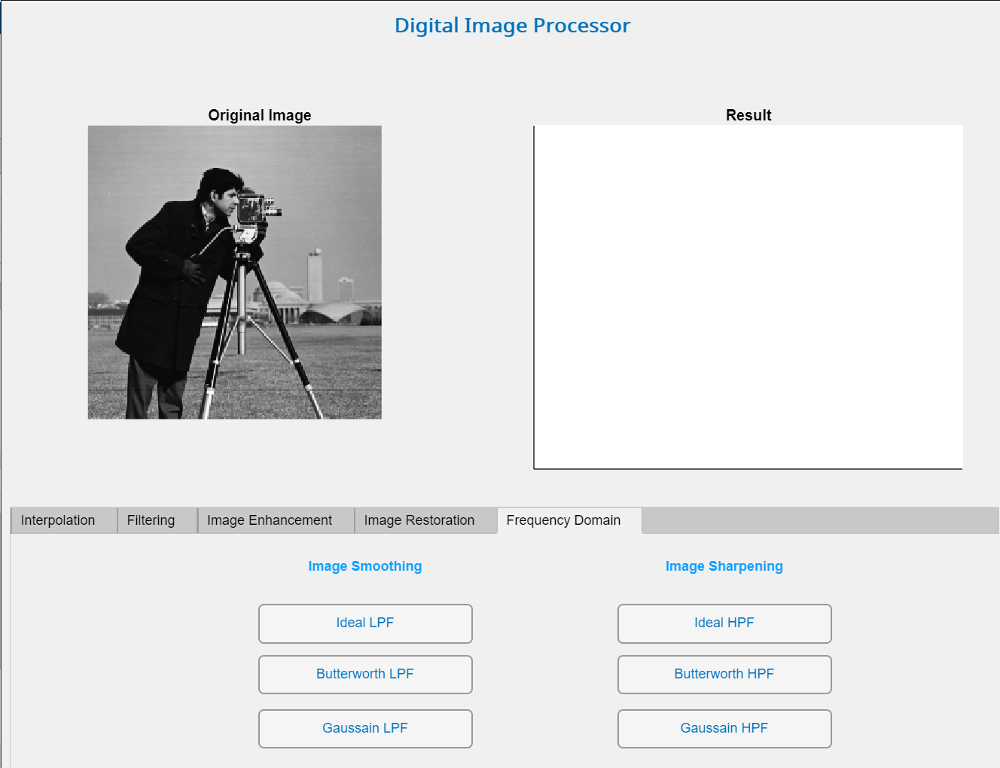 Digital Image Processor
Original Image
Result
Interpolation
Filtering
Image Enhancement
Image Restoration
Frequency Domain
Image Smoothing
Image Sharpening
Ideal LPF
Ideal HPF
Butterworth LPF
Butterworth HPF
Gaussain LPF
Gaussain HPF